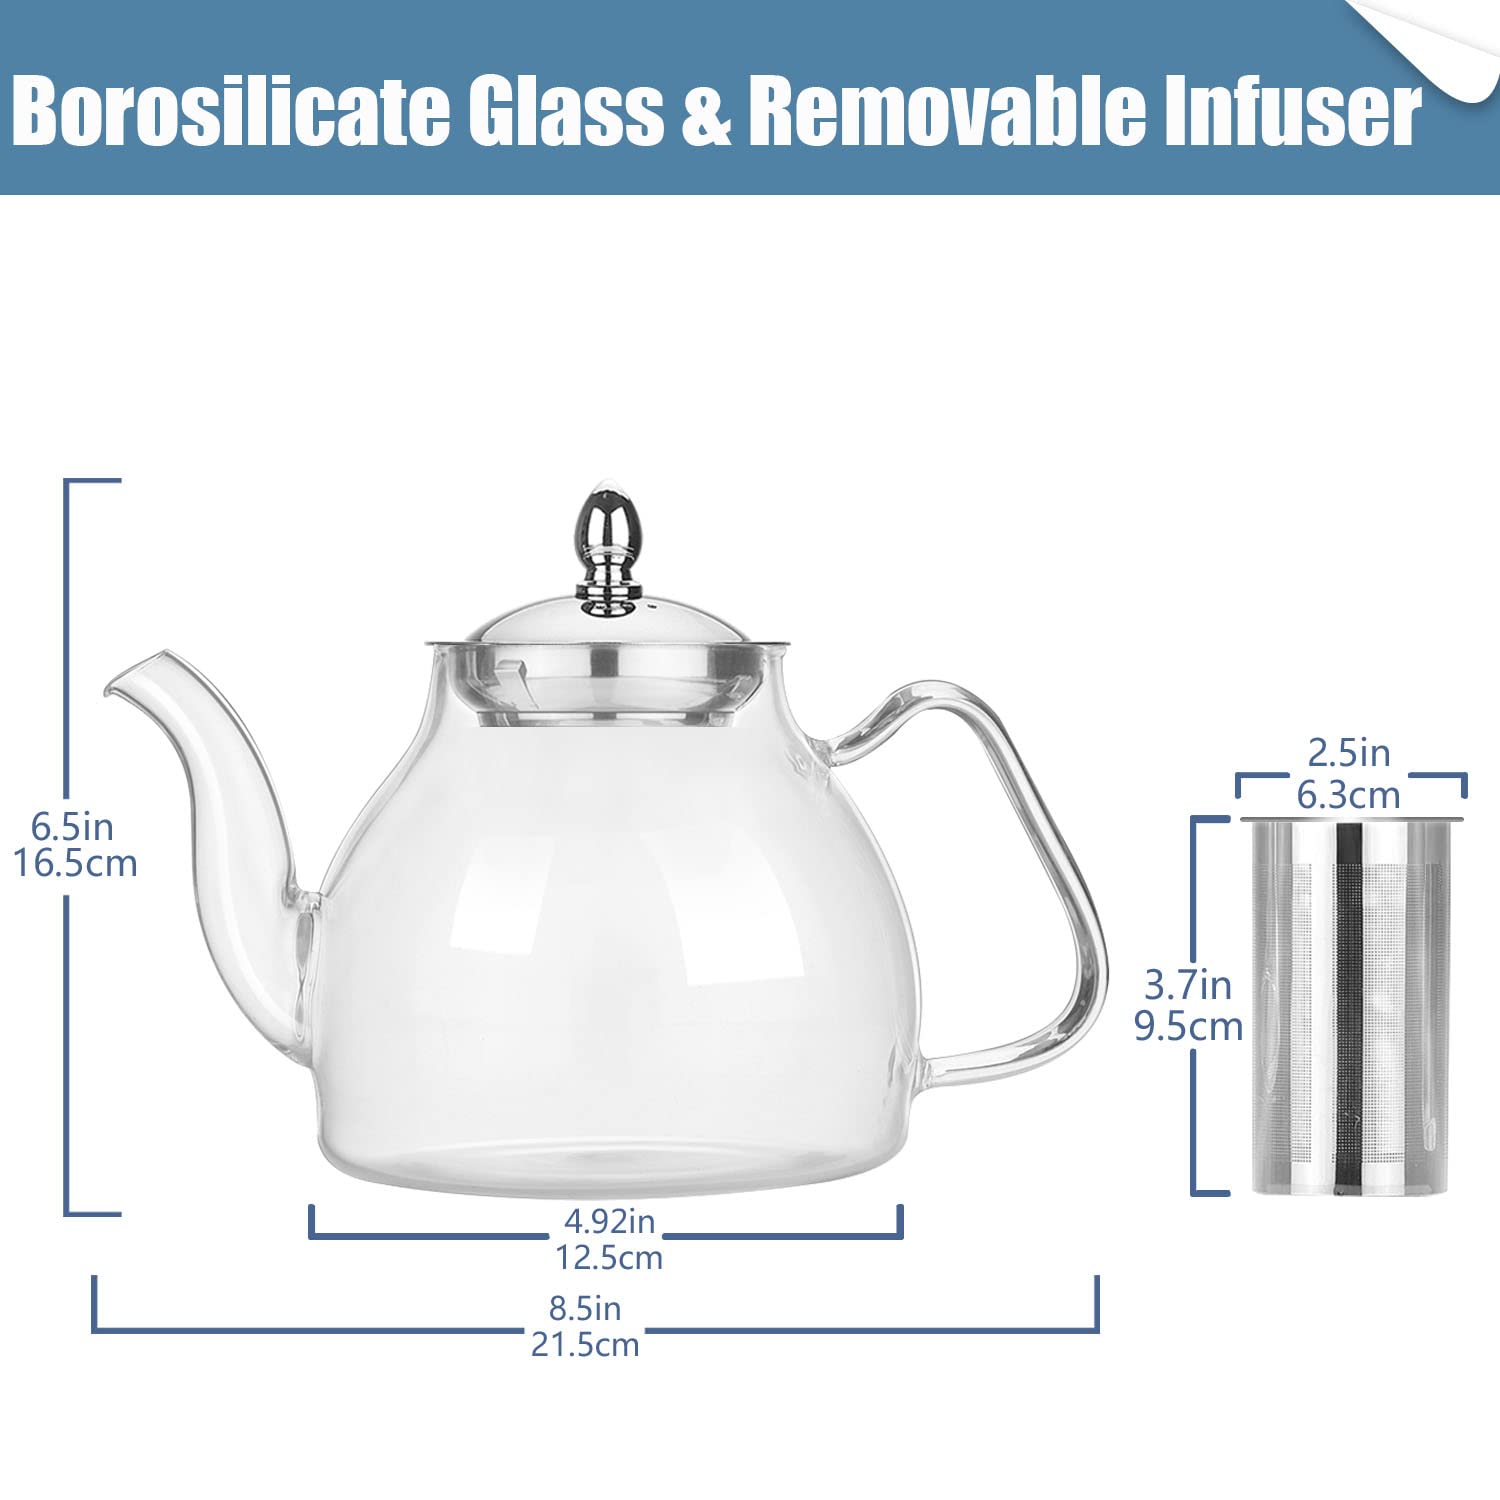 Borosilicate Glass & Removable Infuser
6.5in
16.5cm
2.5in
6.3cm
3.7in
9.5cm
4.92in
12.5cm
8.5in
21.5cm